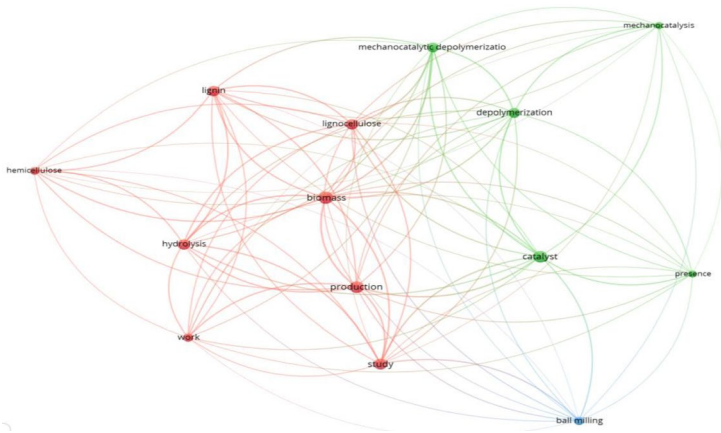 mechanocatalysis
mechanocatalytic depolymerizatio
lignin
depolymerization
lignocellulose
hemicellulose
biomass
hydrolysis
catalyst
presence
production
work
study
ball milling